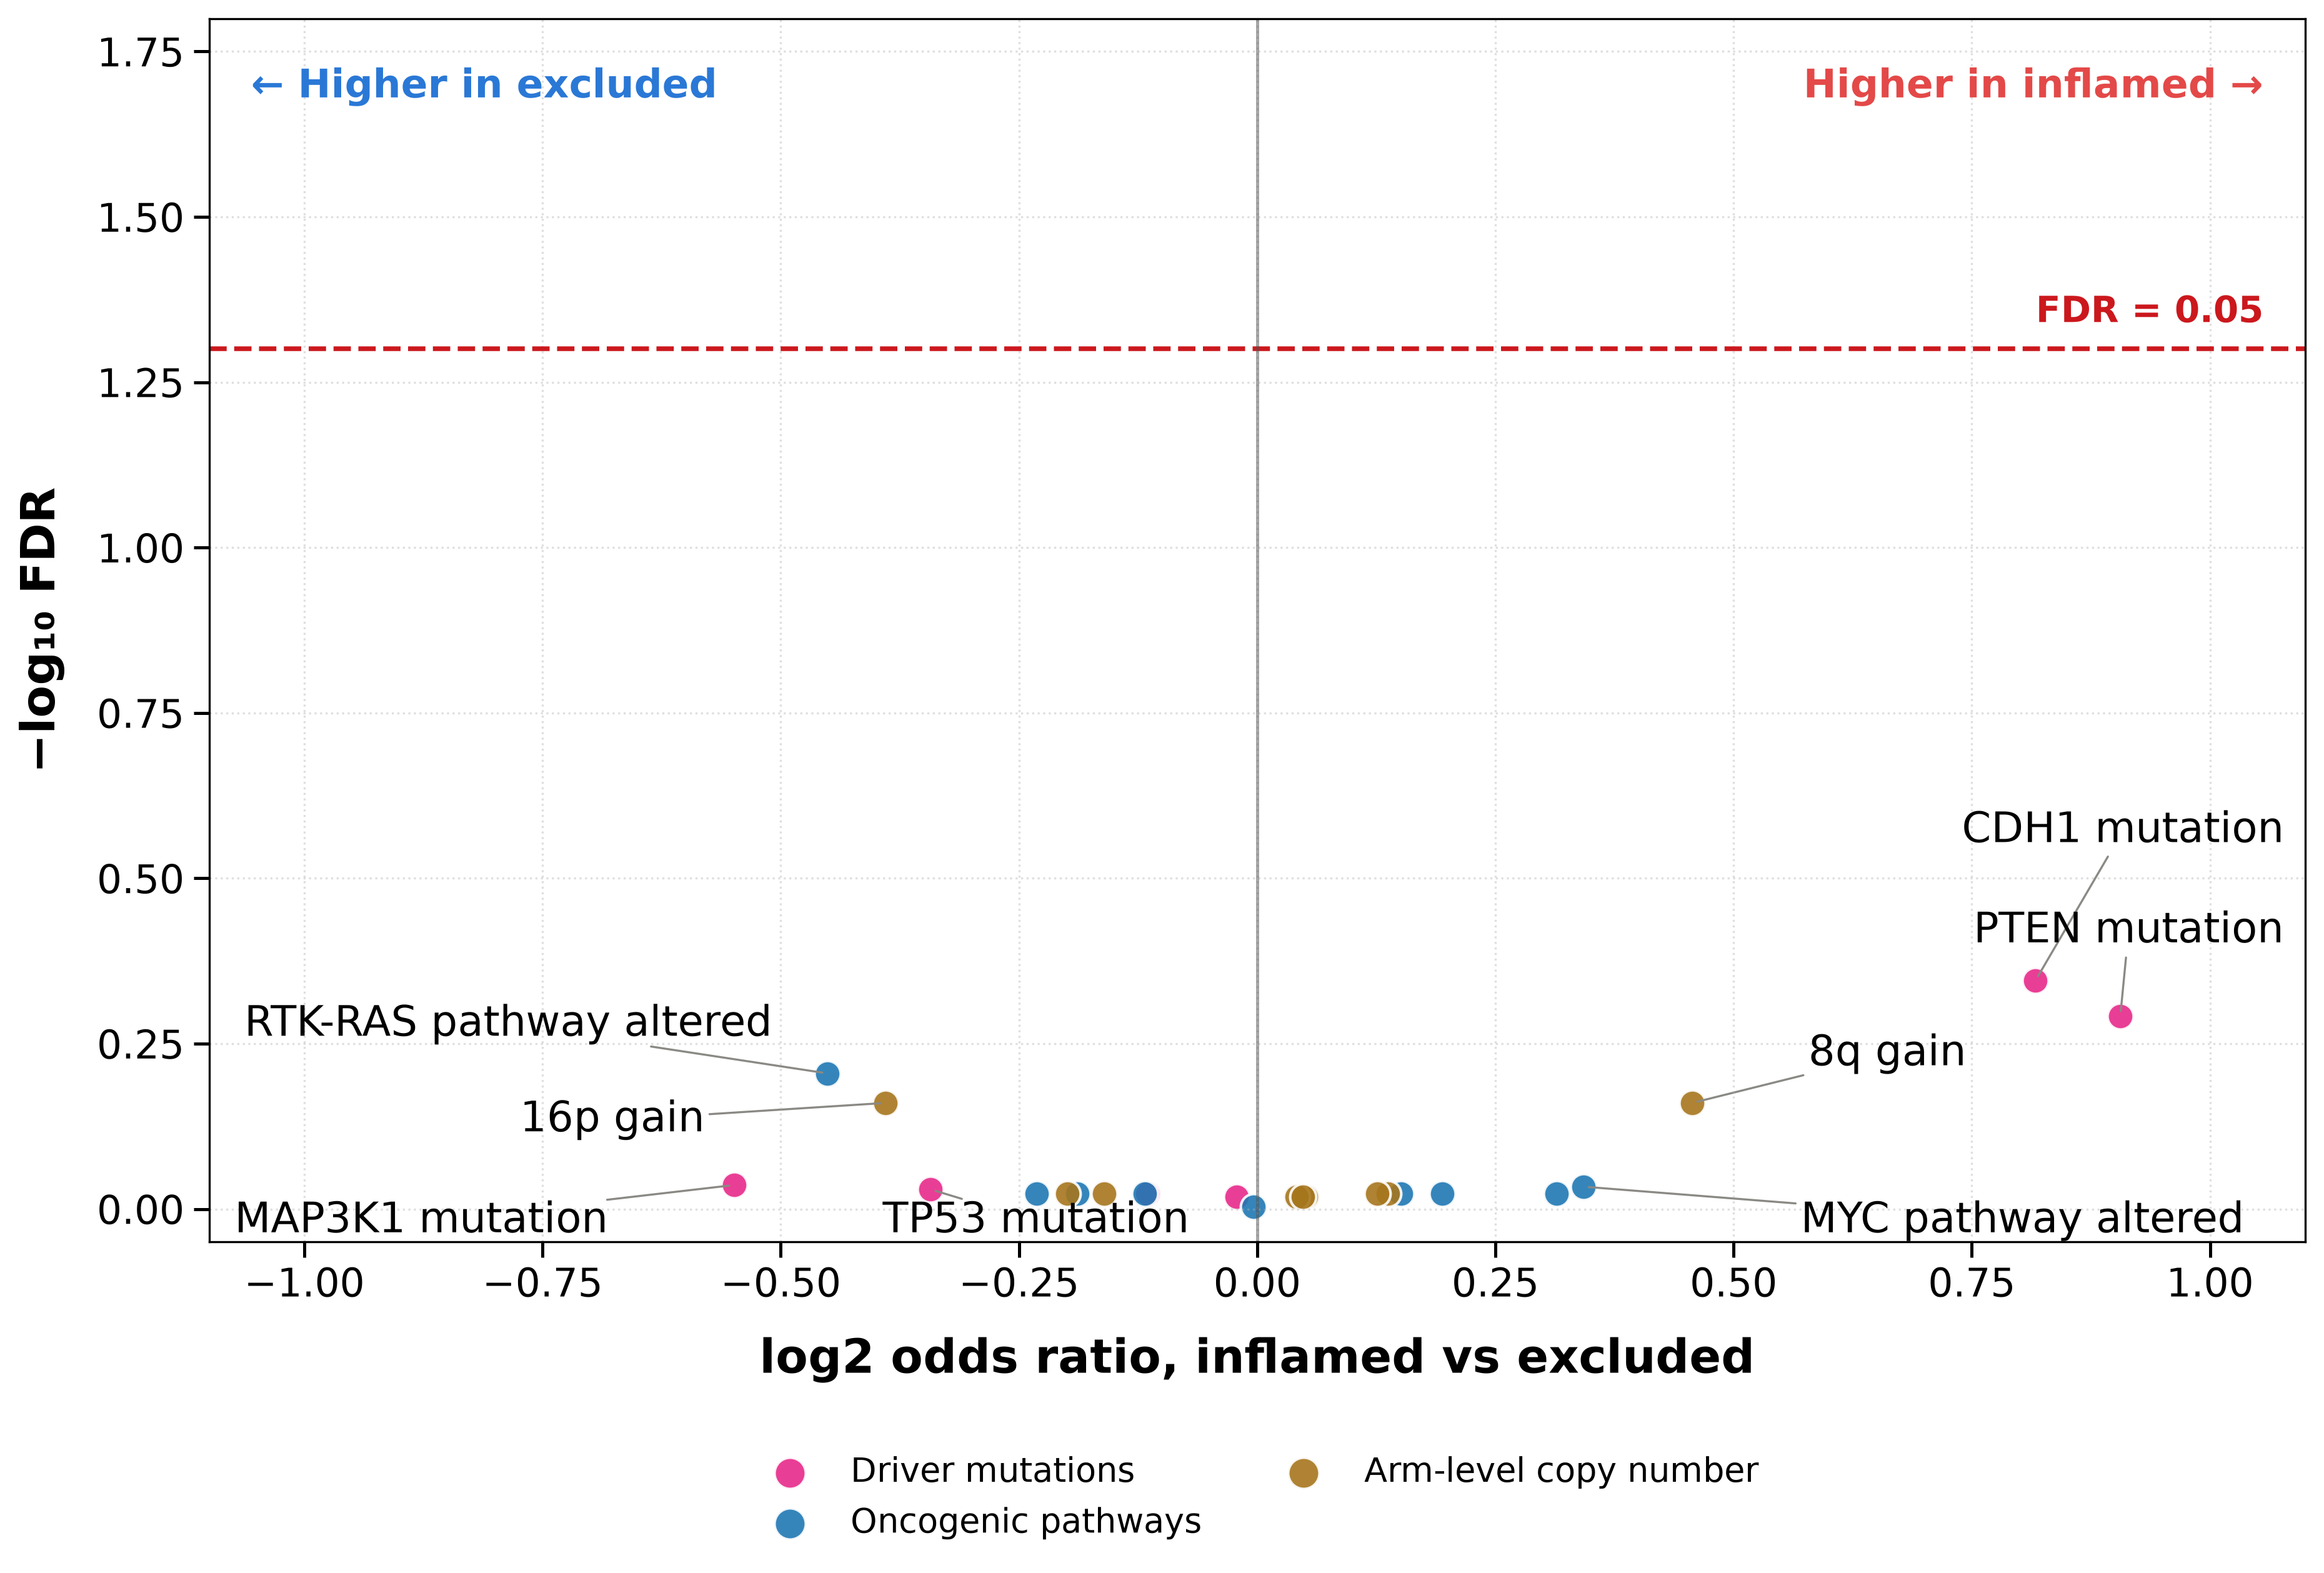 ← Higher in excluded
Higher in inflamed →
FDR = 0.05
−log₁₀ FDR
1.75
1.50
1.25
1.00
0.75
0.50
0.25
0.00
CDH1 mutation
PTEN mutation
RTK-RAS pathway altered
8q gain
16p gain
MAP3K1 mutation
TP53 mutation
MYC pathway altered
−1.00 −0.75 −0.50 −0.25 0.00 0.25 0.50 0.75 1.00
log2 odds ratio, inflamed vs excluded
Driver mutations
Oncogenic pathways
Arm-level copy number